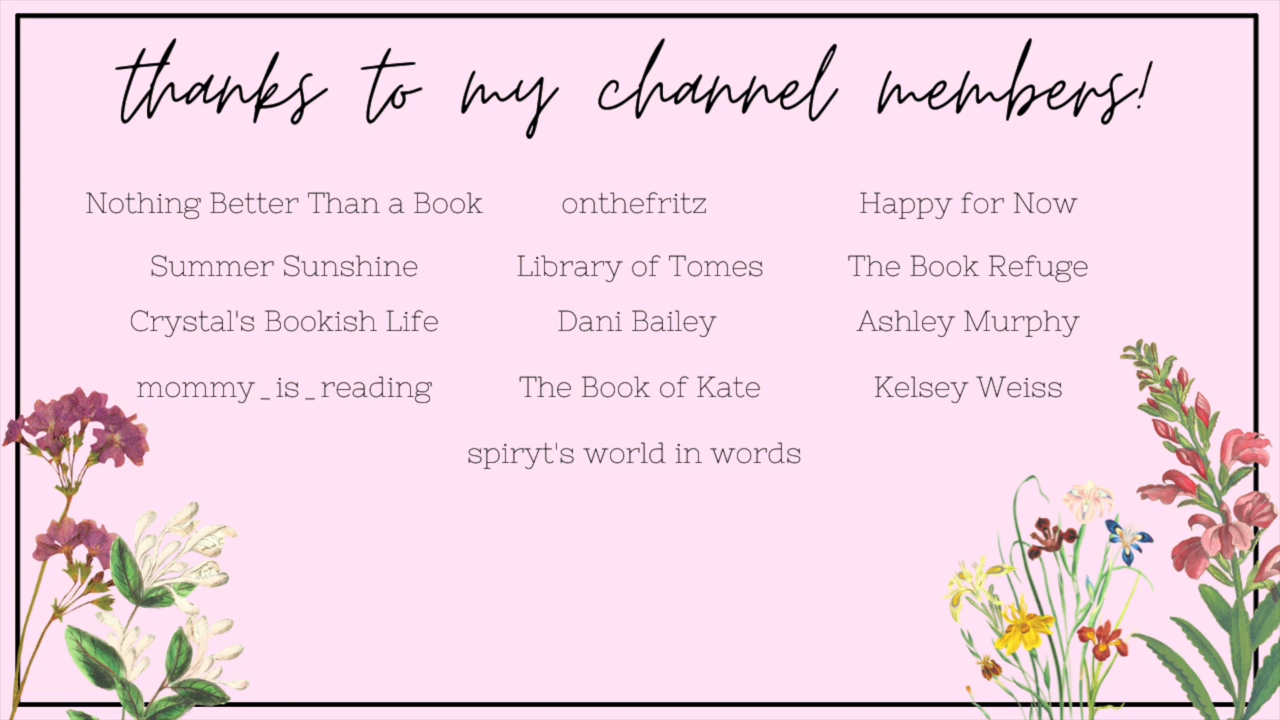 thanks to my channel members!
Nothing Better Than a Book onthefritz Happy for Now
Summer Sunshine Library of Tomes The Book Refuge
Crystal's Bookish Life Dani Bailey Ashley Murphy
mommy_is_reading The Book of Kate Kelsey Weiss
spiryt's world in words